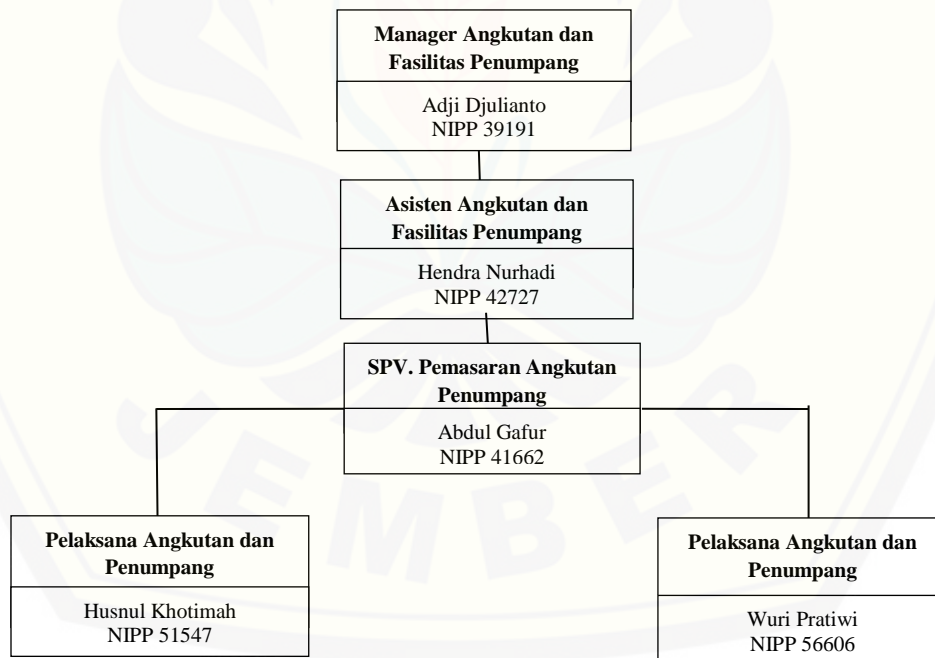 Manager Angkutan dan
Fasilitas Penumpang
Adji Djulianto
NIPP 39191
Asisten Angkutan dan
Fasilitas Penumpang
Hendra Nurhadi
NIPP 42727
SPV. Pemasaran Angkutan
Penumpang
Abdul Gafur
NIPP 41662
Pelaksana Angkutan dan
Penumpang
Husnul Khotimah
NIPP 51547
Pelaksana Angkutan dan
Penumpang
Wuri Pratiwi
NIPP 56606
JEMBER